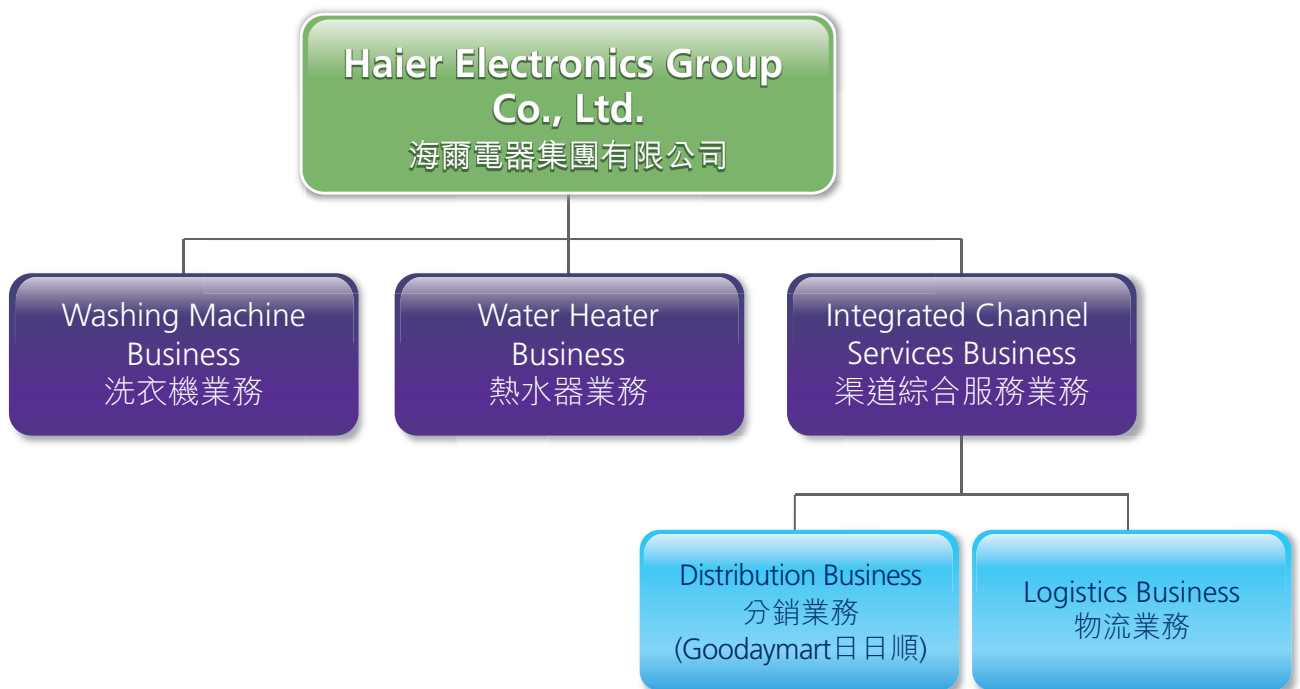 Haier Electronics Group
Co., Ltd.
海爾電器集團有限公司
Washing Machine
Business
洗衣機業務
Water Heater
Business
熱水器業務
Integrated Channel
Services Business
渠道綜合服務業務
Distribution Business
分銷業務
(Goodaymart日日順)
Logistics Business
物流業務